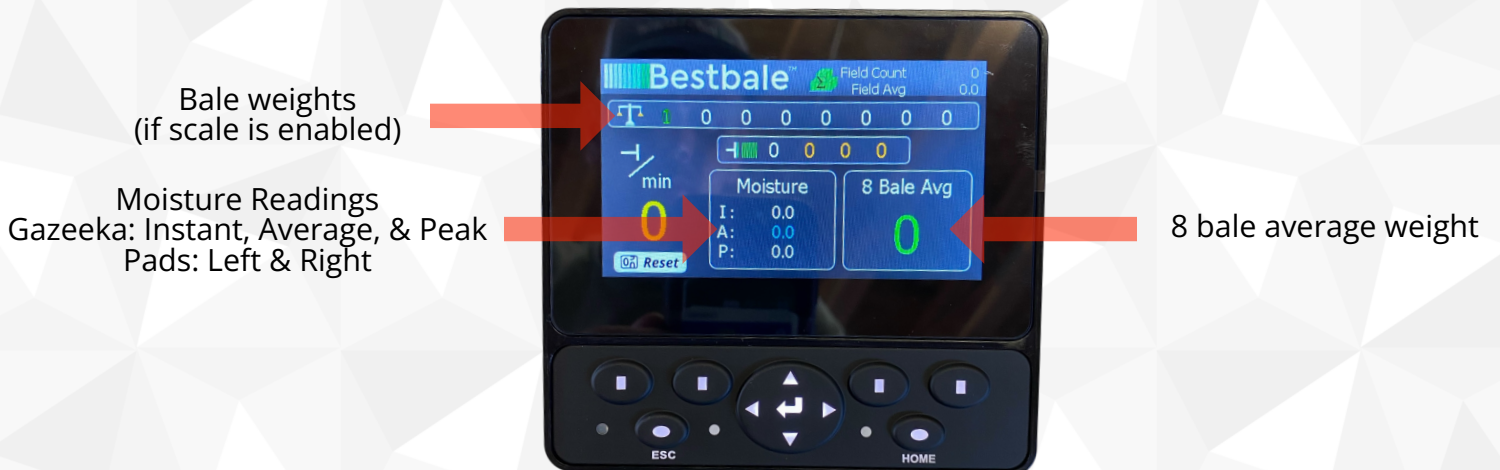 Bale weights
(if scale is enabled)
Moisture Readings
Gazeeka: Instant, Average, & Peak
Pads: Left & Right
Bestbale™
Field Count 0
Field Avg 0.0
1 0 0 0 0 0 0 0
0 0 0 0
min
0
Reset
Moisture
I: 0.0
A: 0.0
P: 0.0
8 Bale Avg
0
8 bale average weight
ESC
HOME